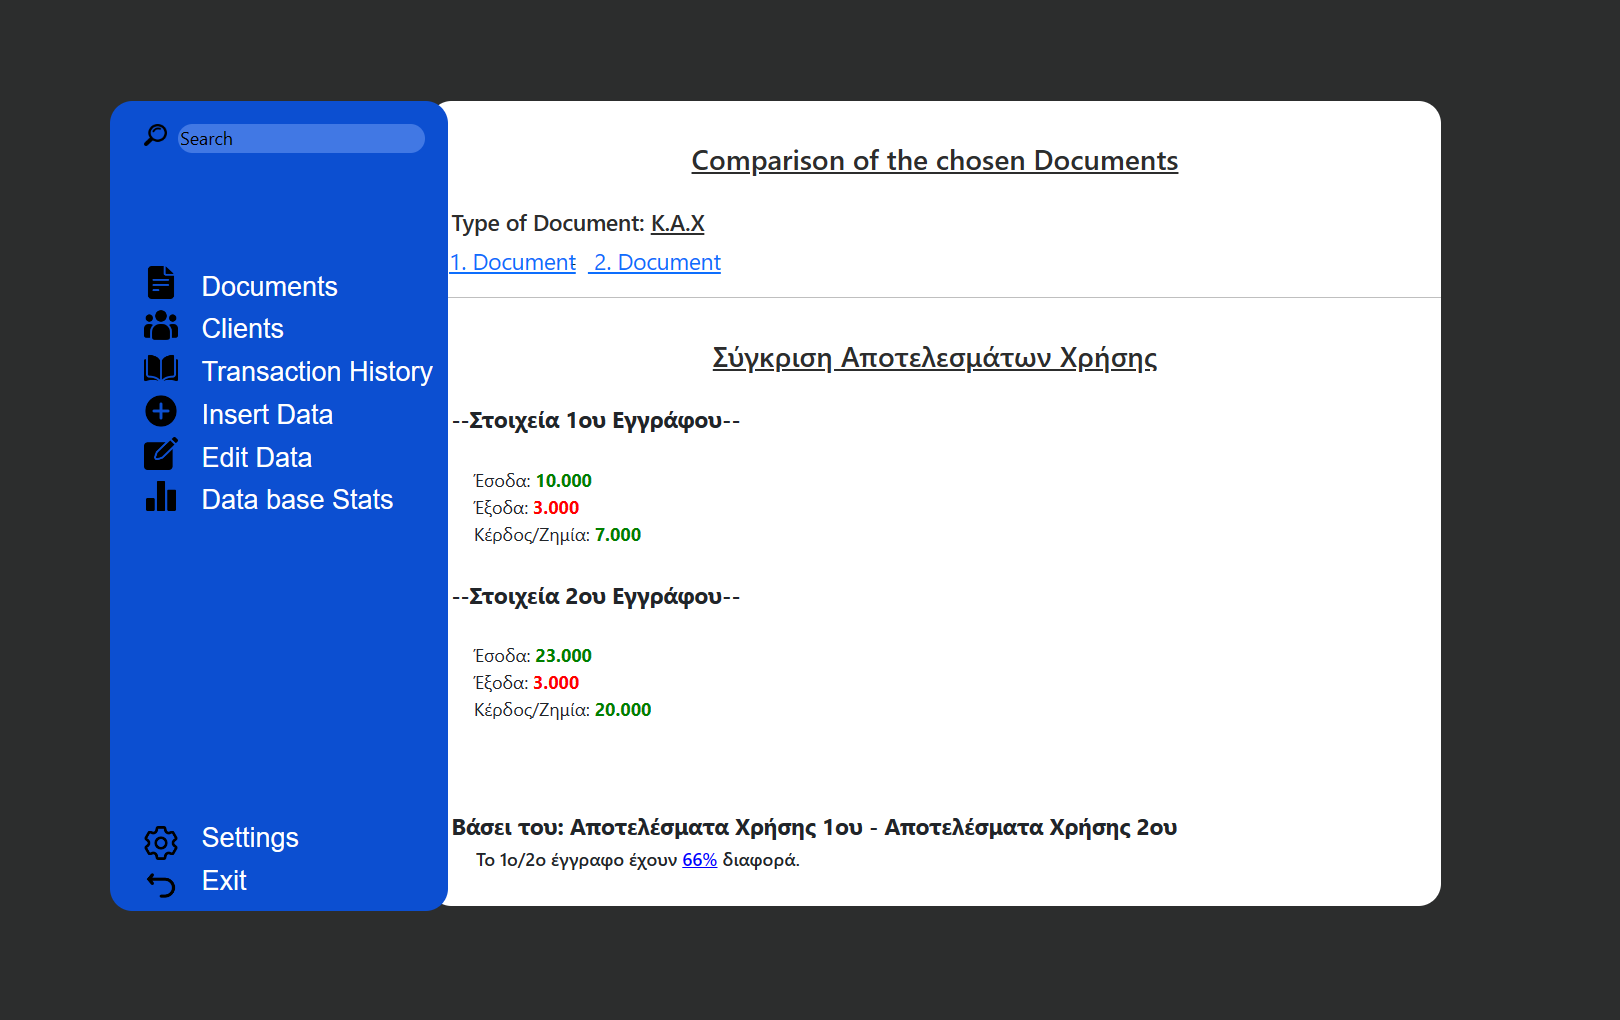 Search
Documents
Clients
Transaction History
Insert Data
Edit Data
Data base Stats
Settings
Exit
Comparison of the chosen Documents
Type of Document: K.A.X
1. Document  2. Document
Σύγκριση Αποτελεσμάτων Χρήσης
--Στοιχεία 1ου Εγγράφου--
Έσοδα: 10.000
Έξοδα: 3.000
Κέρδος/Ζημία: 7.000
--Στοιχεία 2ου Εγγράφου--
Έσοδα: 23.000
Έξοδα: 3.000
Κέρδος/Ζημία: 20.000
Βάσει του: Αποτελέσματα Χρήσης 1ου - Αποτελέσματα Χρήσης 2ου
Το 1ο/2ο έγγραφο έχουν 66% διαφορά.